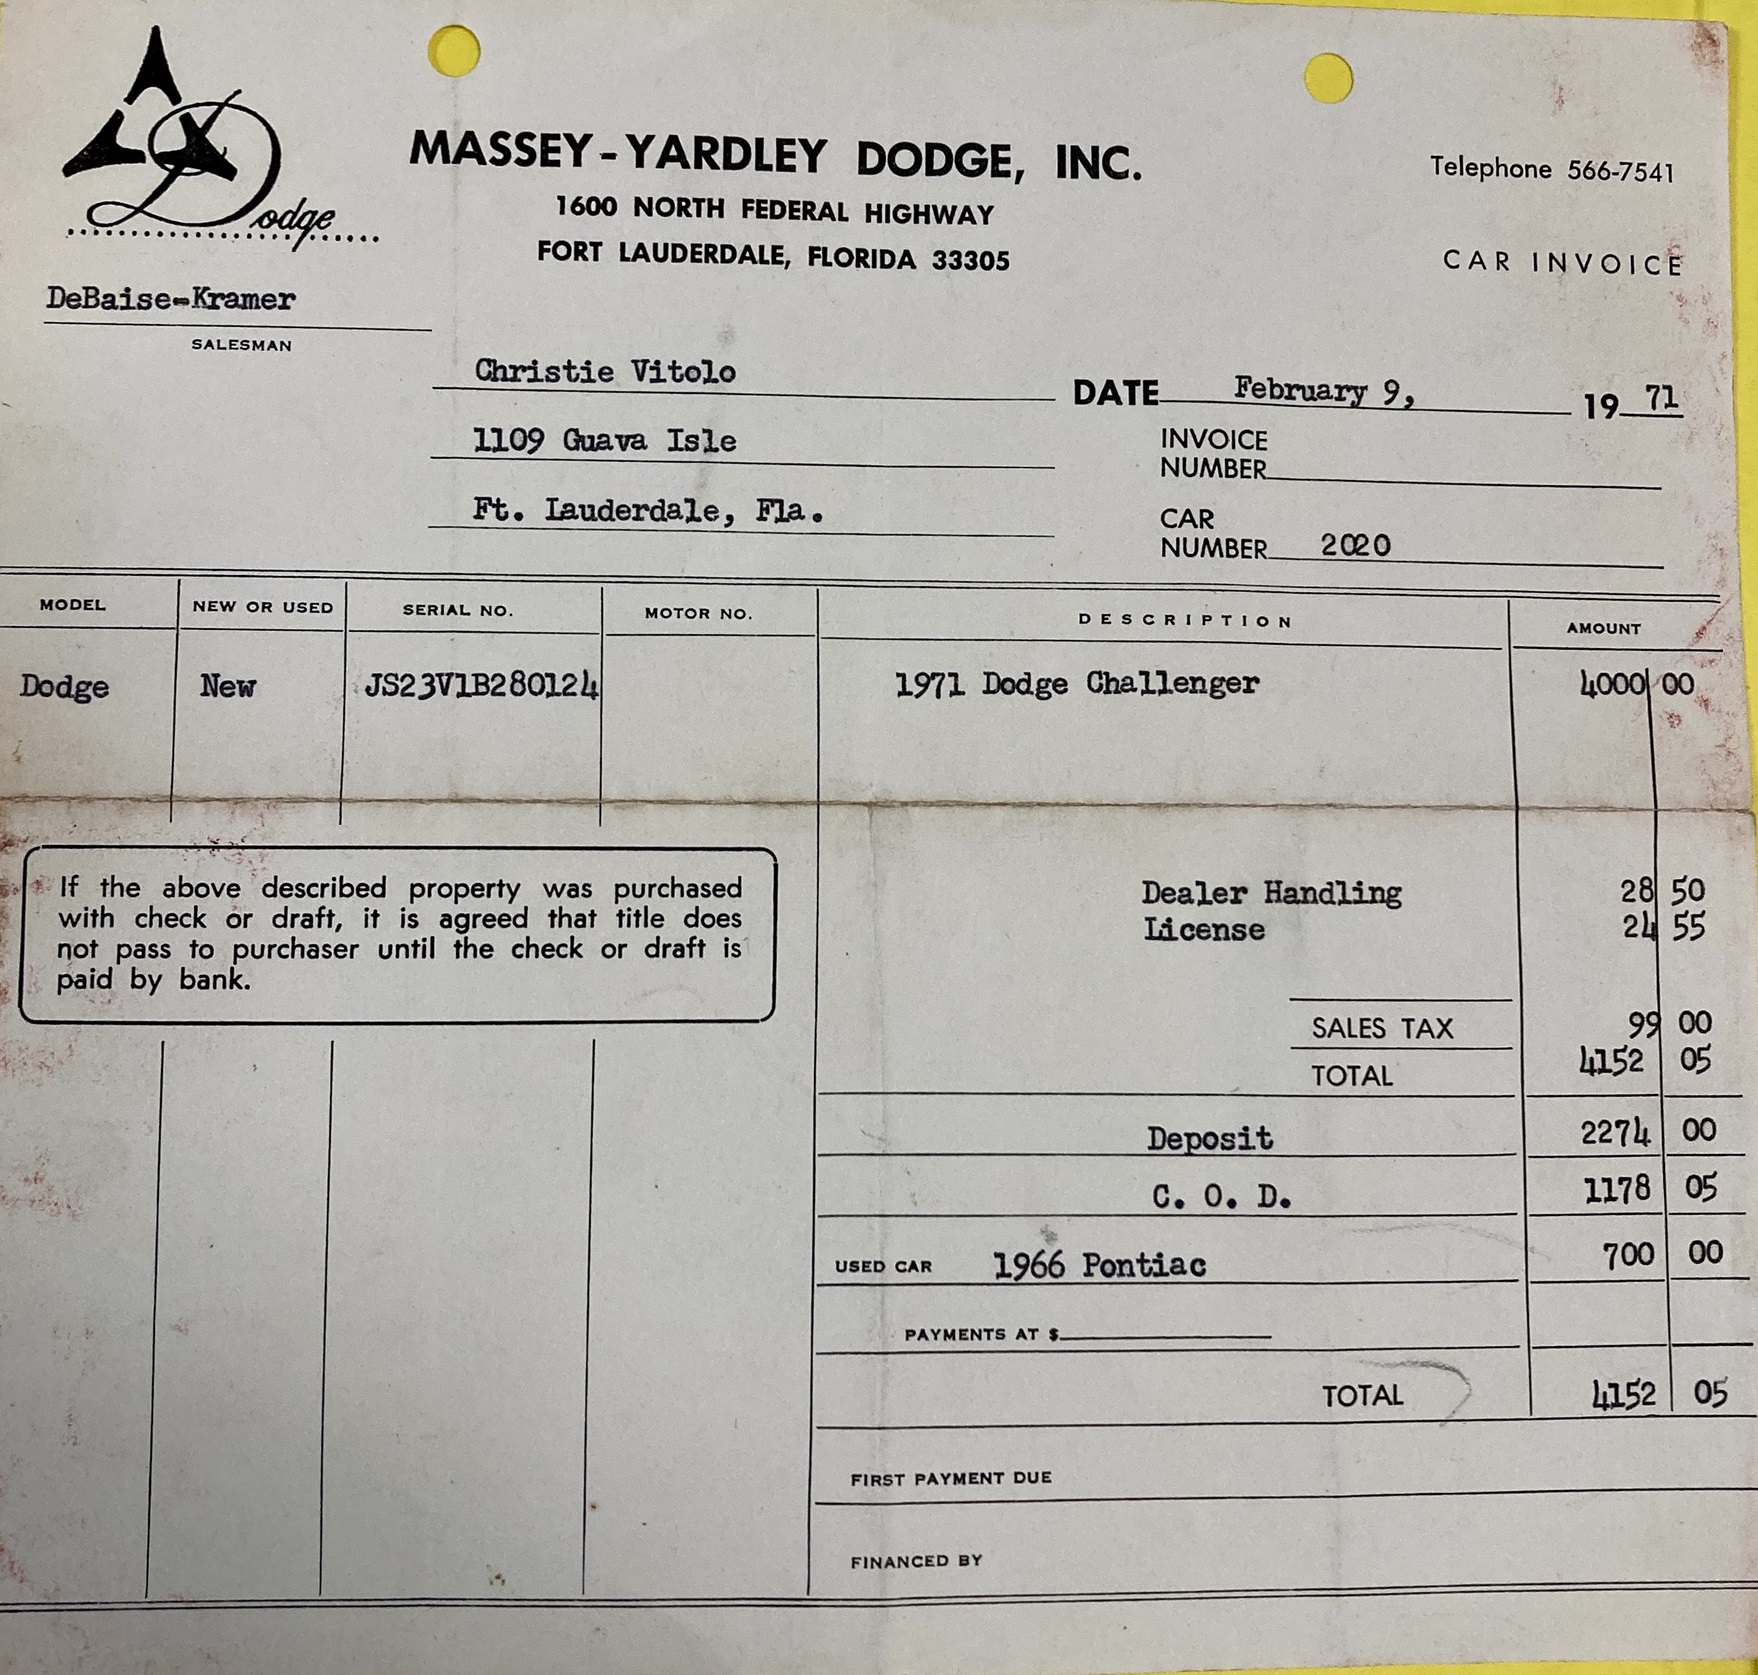 Dodge
MASSEY-YARDLEY DODGE, INC.
1600 NORTH FEDERAL HIGHWAY
FORT LAUDERDALE, FLORIDA 33305
Telephone 566-7541
CAR INVOICE
DeBaise-Kramer
SALESMAN
Christie Vitolo
1109 Guava Isle
Ft. Lauderdale, Fla.
DATE February 9, 19 71
INVOICE
NUMBER
CAR
NUMBER 2020
MODEL NEW OR USED SERIAL NO. MOTOR NO. DESCRIPTION AMOUNT
Dodge New JS23V1B280124 1971 Dodge Challenger 4000 00
If the above described property was purchased
with check or draft, it is agreed that title does
not pass to purchaser until the check or draft is
paid by bank.
Dealer Handling 28 50
License 24 55
SALES TAX 99 00
TOTAL 4152 05
Deposit 2274 00
C. O. D. 1178 05
USED CAR 1966 Pontiac 700 00
PAYMENTS AT $
TOTAL 4152 05
FIRST PAYMENT DUE
FINANCED BY